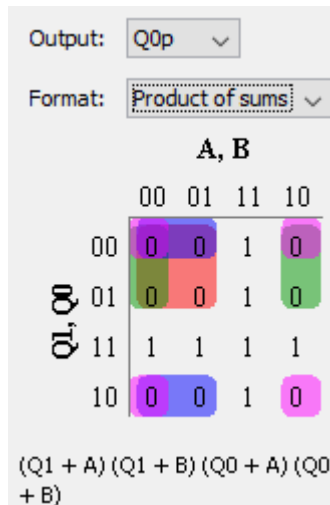 Output: Q0p
Format: Product of sums
A, B
00 01 11 10
00 0 0 1 0
Q1, Q0
01 0 0 1 0
11 1 1 1 1
10 0 0 1 0
(Q1 + A) (Q1 + B) (Q0 + A) (Q0
+ B)